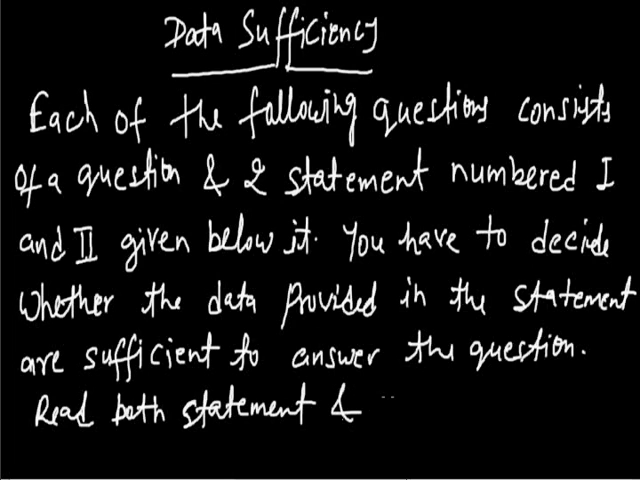 Data Sufficiency
Each of the following questions consists
of a question & 2 statement numbered I
and II given below it. You have to decide
whether the data provided in the statement
are sufficient to answer the question.
Read both statement &